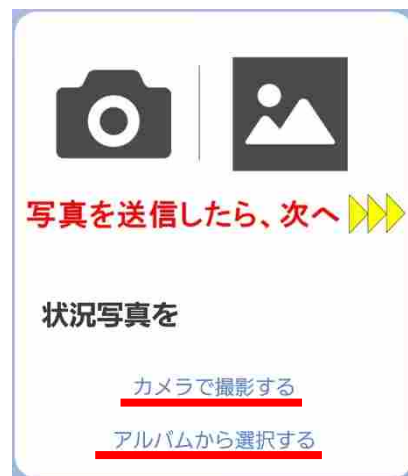 写真を送信したら、次へ
状況写真を
カメラで撮影する
アルバムから選択する